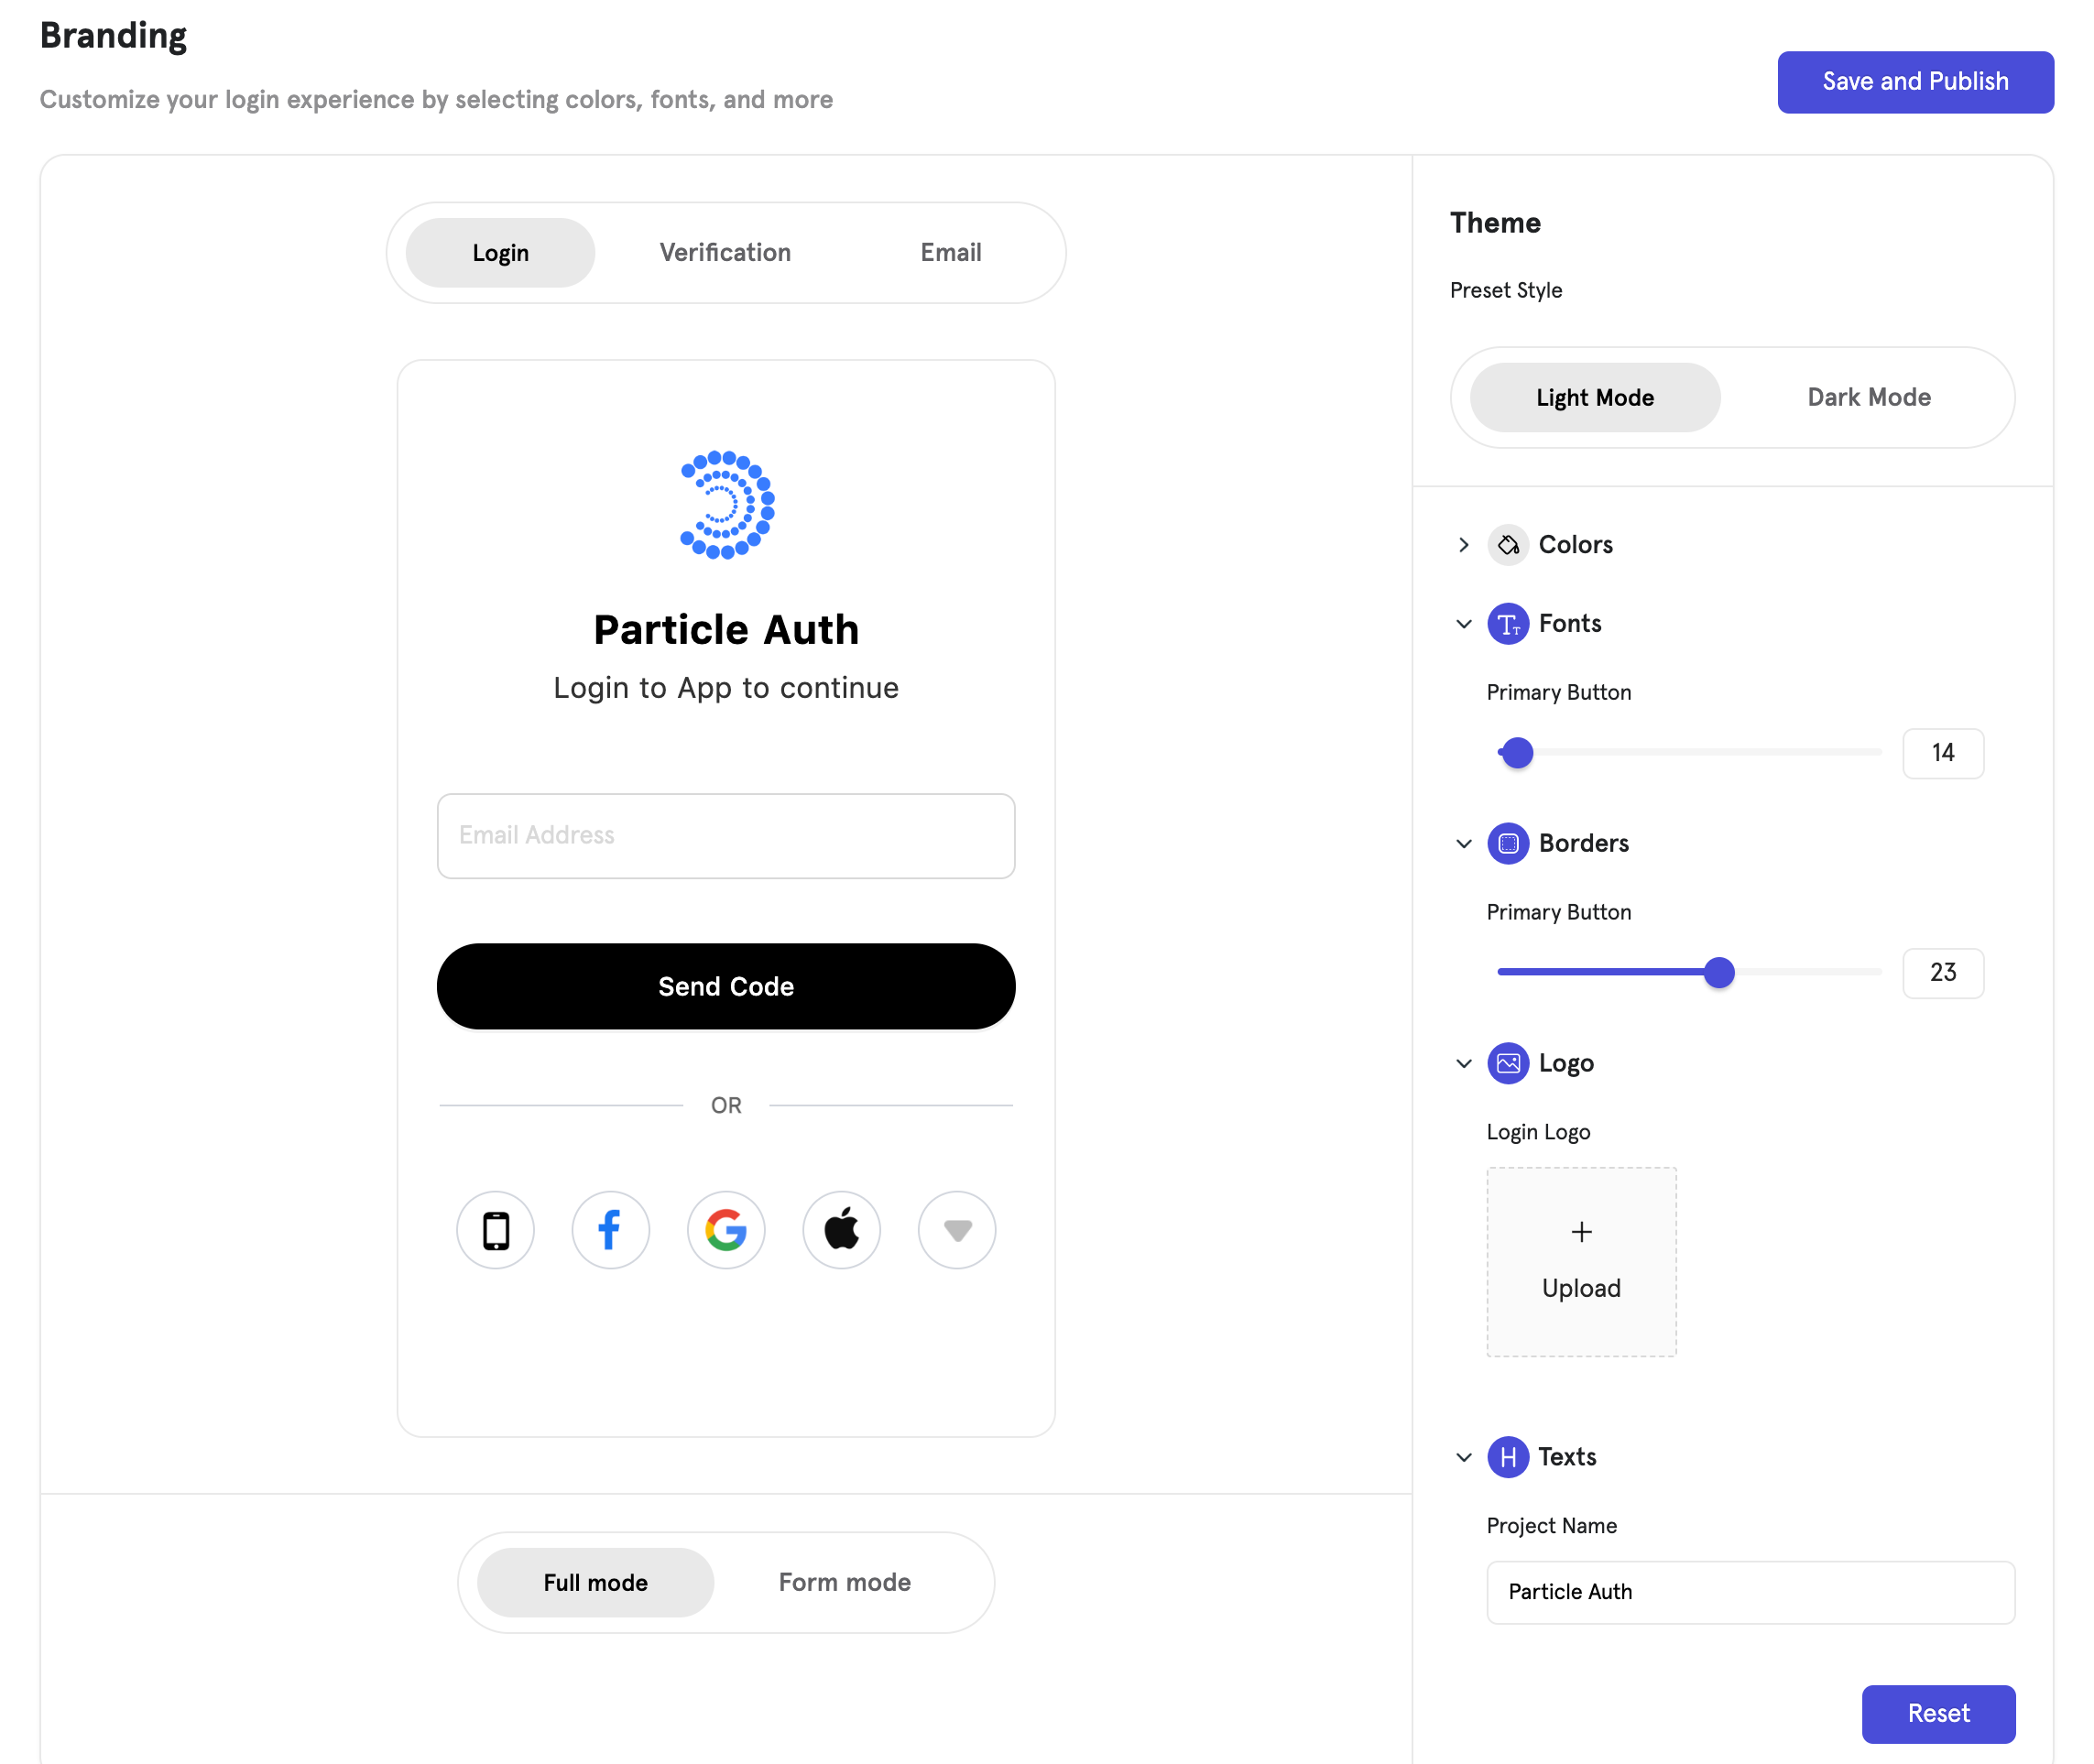 Branding
Customize your login experience by selecting colors, fonts, and more
Save and Publish
Login
Verification
Email
Particle Auth
Login to App to continue
Email Address
Send Code
OR
Full mode
Form mode
Theme
Preset Style
Light Mode
Dark Mode
Colors
Fonts
Primary Button
14
Borders
Primary Button
23
Logo
Login Logo
Upload
Texts
Project Name
Particle Auth
Reset